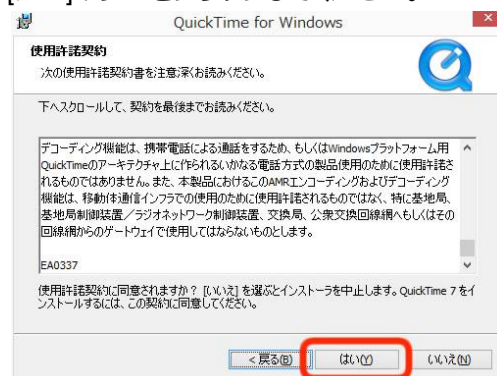 QuickTime for Windows
使用許諾契約
次の使用許諾契約書を注意深くお読みください。
下へスクロールして、契約を最後までお読みください。
デコーディング機能は、携帯電話による通話をするため、もしくはWindowsプラットフォーム用
QuickTimeのアーキテクチャ上に作られるいかなる電話方式の製品使用のために使用許諾さ
れるものではありません。また、本製品におけるこのAMRエンコーディングおよびデコーディング
機能は、移動体通信インフラでの使用のために使用許諾されるものではなく、特に基地局、
基地局制御装置／ラジオネットワーク制御装置、交換局、公衆交換回線網へもしくはその
回線網からのゲートウェイで使用してはならないものとします。
EA0337
使用許諾契約に同意されますか？ [いいえ] を選ぶとインストーラを中止します。QuickTime 7 をイ
ンストールするには、この契約に同意してください。
< 戻る(B)
はい(Y)
いいえ(N)